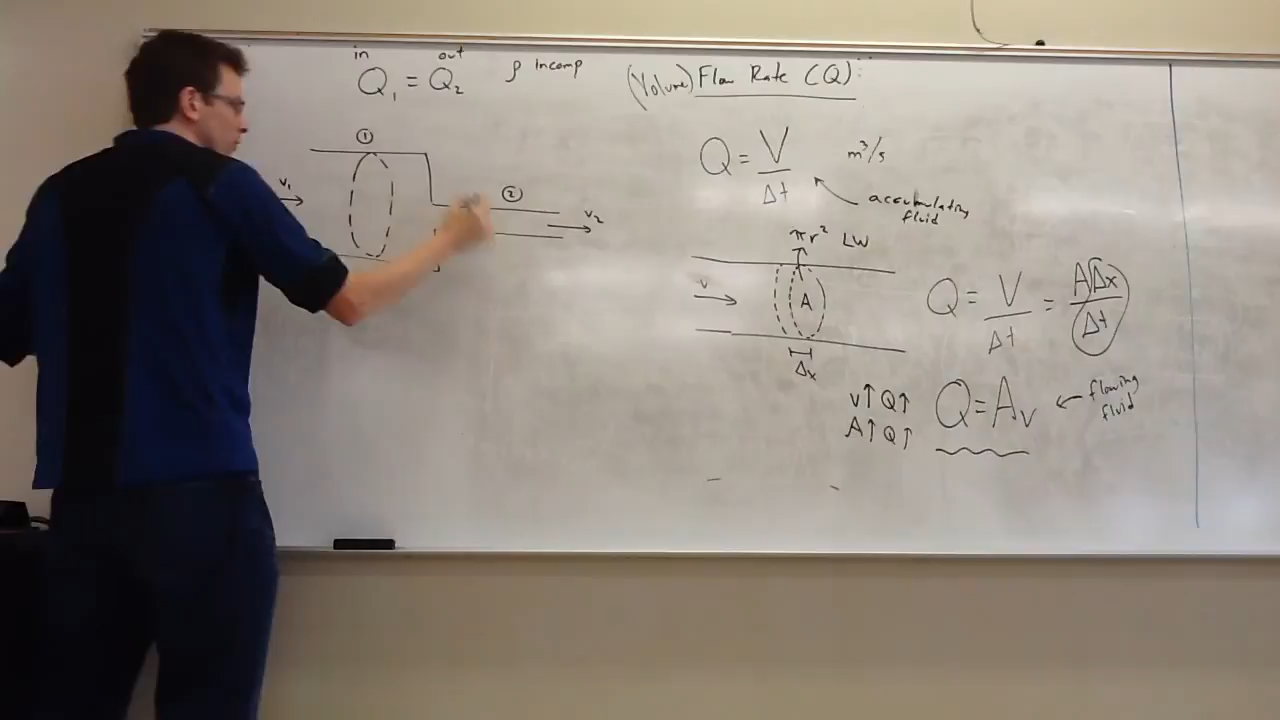 in out
Q₁ = Q₂ ρ incomp
①
v₁
②
v₂
(Volume) Flow Rate (Q):
Q = V/Δt m³/s
accumulating
fluid
πr² LW
v
A
Δx
Q = V/Δt = AΔx/Δt
v↑ Q↑
A↑ Q↑
Q = Av
flowing
fluid